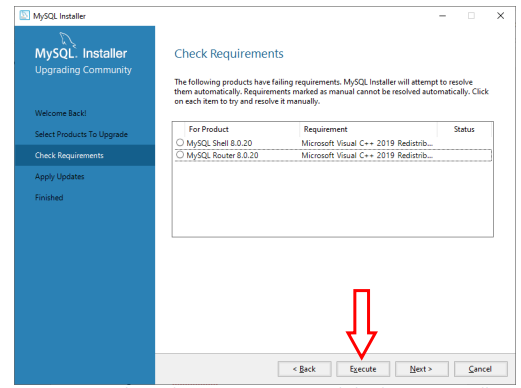 MySQL Installer
MySQL. Installer
Upgrading Community
Welcome Back!
Select Products To Upgrade
Check Requirements
Apply Updates
Finished
Check Requirements
The following products have failing requirements. MySQL Installer will attempt to resolve
them automatically. Requirements marked as manual cannot be resolved automatically. Click
on each item to try and resolve it manually.
For Product Requirement Status
MySQL Shell 8.0.20 Microsoft Visual C++ 2019 Redistrib...
MySQL Router 8.0.20 Microsoft Visual C++ 2019 Redistrib...
< Back Execute Next > Cancel